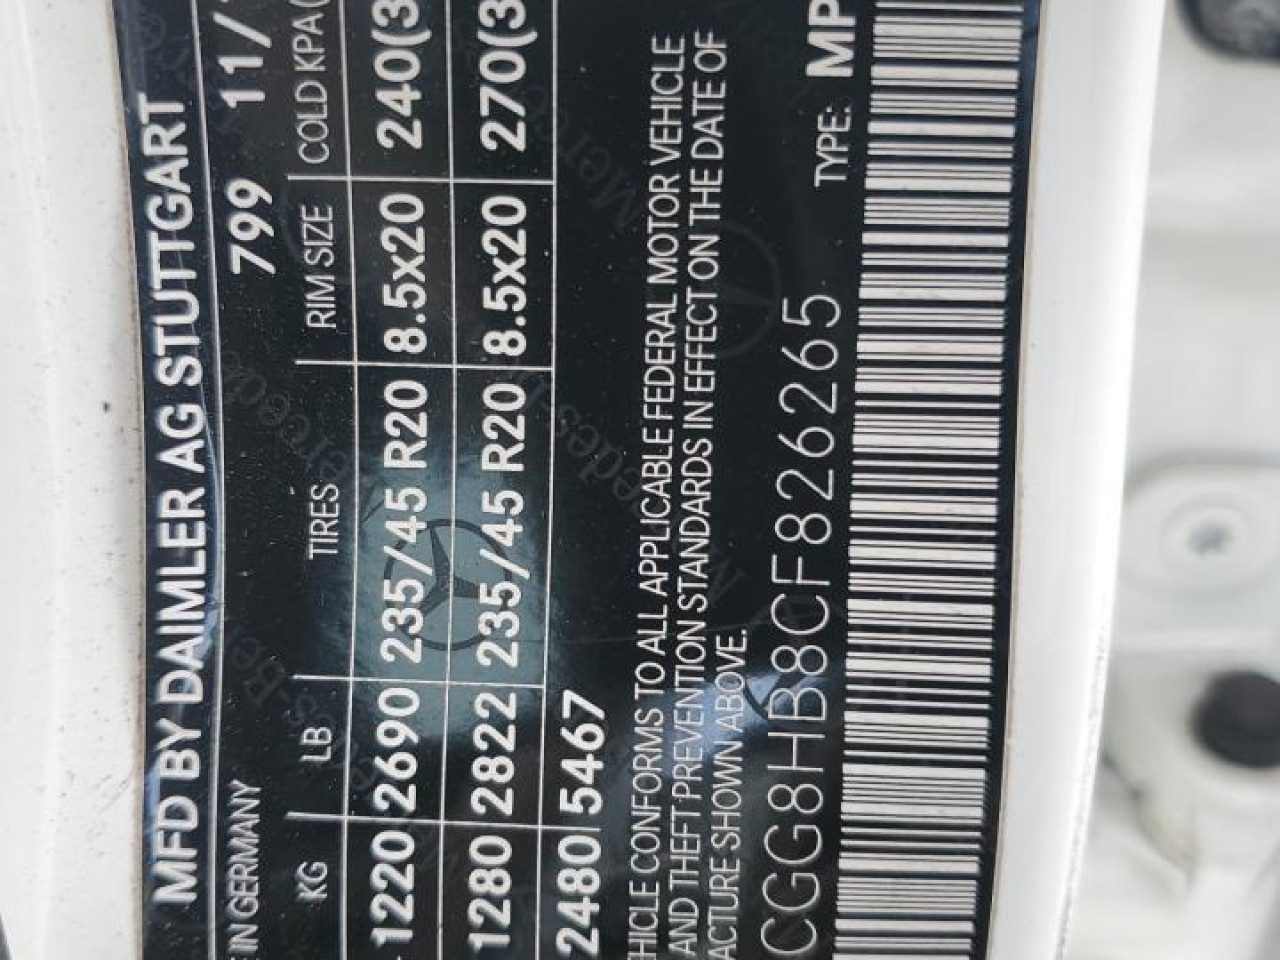 MFD BY DAIMLER AG STUTTGART
IN GERMANY 799 11/
KG LB TIRES RIM SIZE COLD KPA(
1220 2690 235/45 R20 8.5x20 240(3
1280 2822 235/45 R20 8.5x20 270(3
2480 5467
HICLE CONFORMS TO ALL APPLICABLE FEDERAL MOTOR VEHICLE
AND THEFT PREVENTION STANDARDS IN EFFECT ON THE DATE OF
ACTURE SHOWN ABOVE.
TYPE: MP
CGG8HB8CF826265